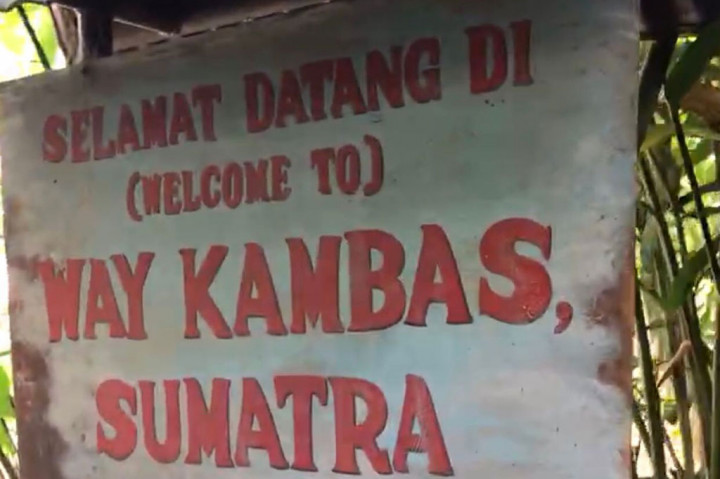 SELAMAT DATANG DI
(WELCOME TO)
WAY KAMBAS,
SUMATRA